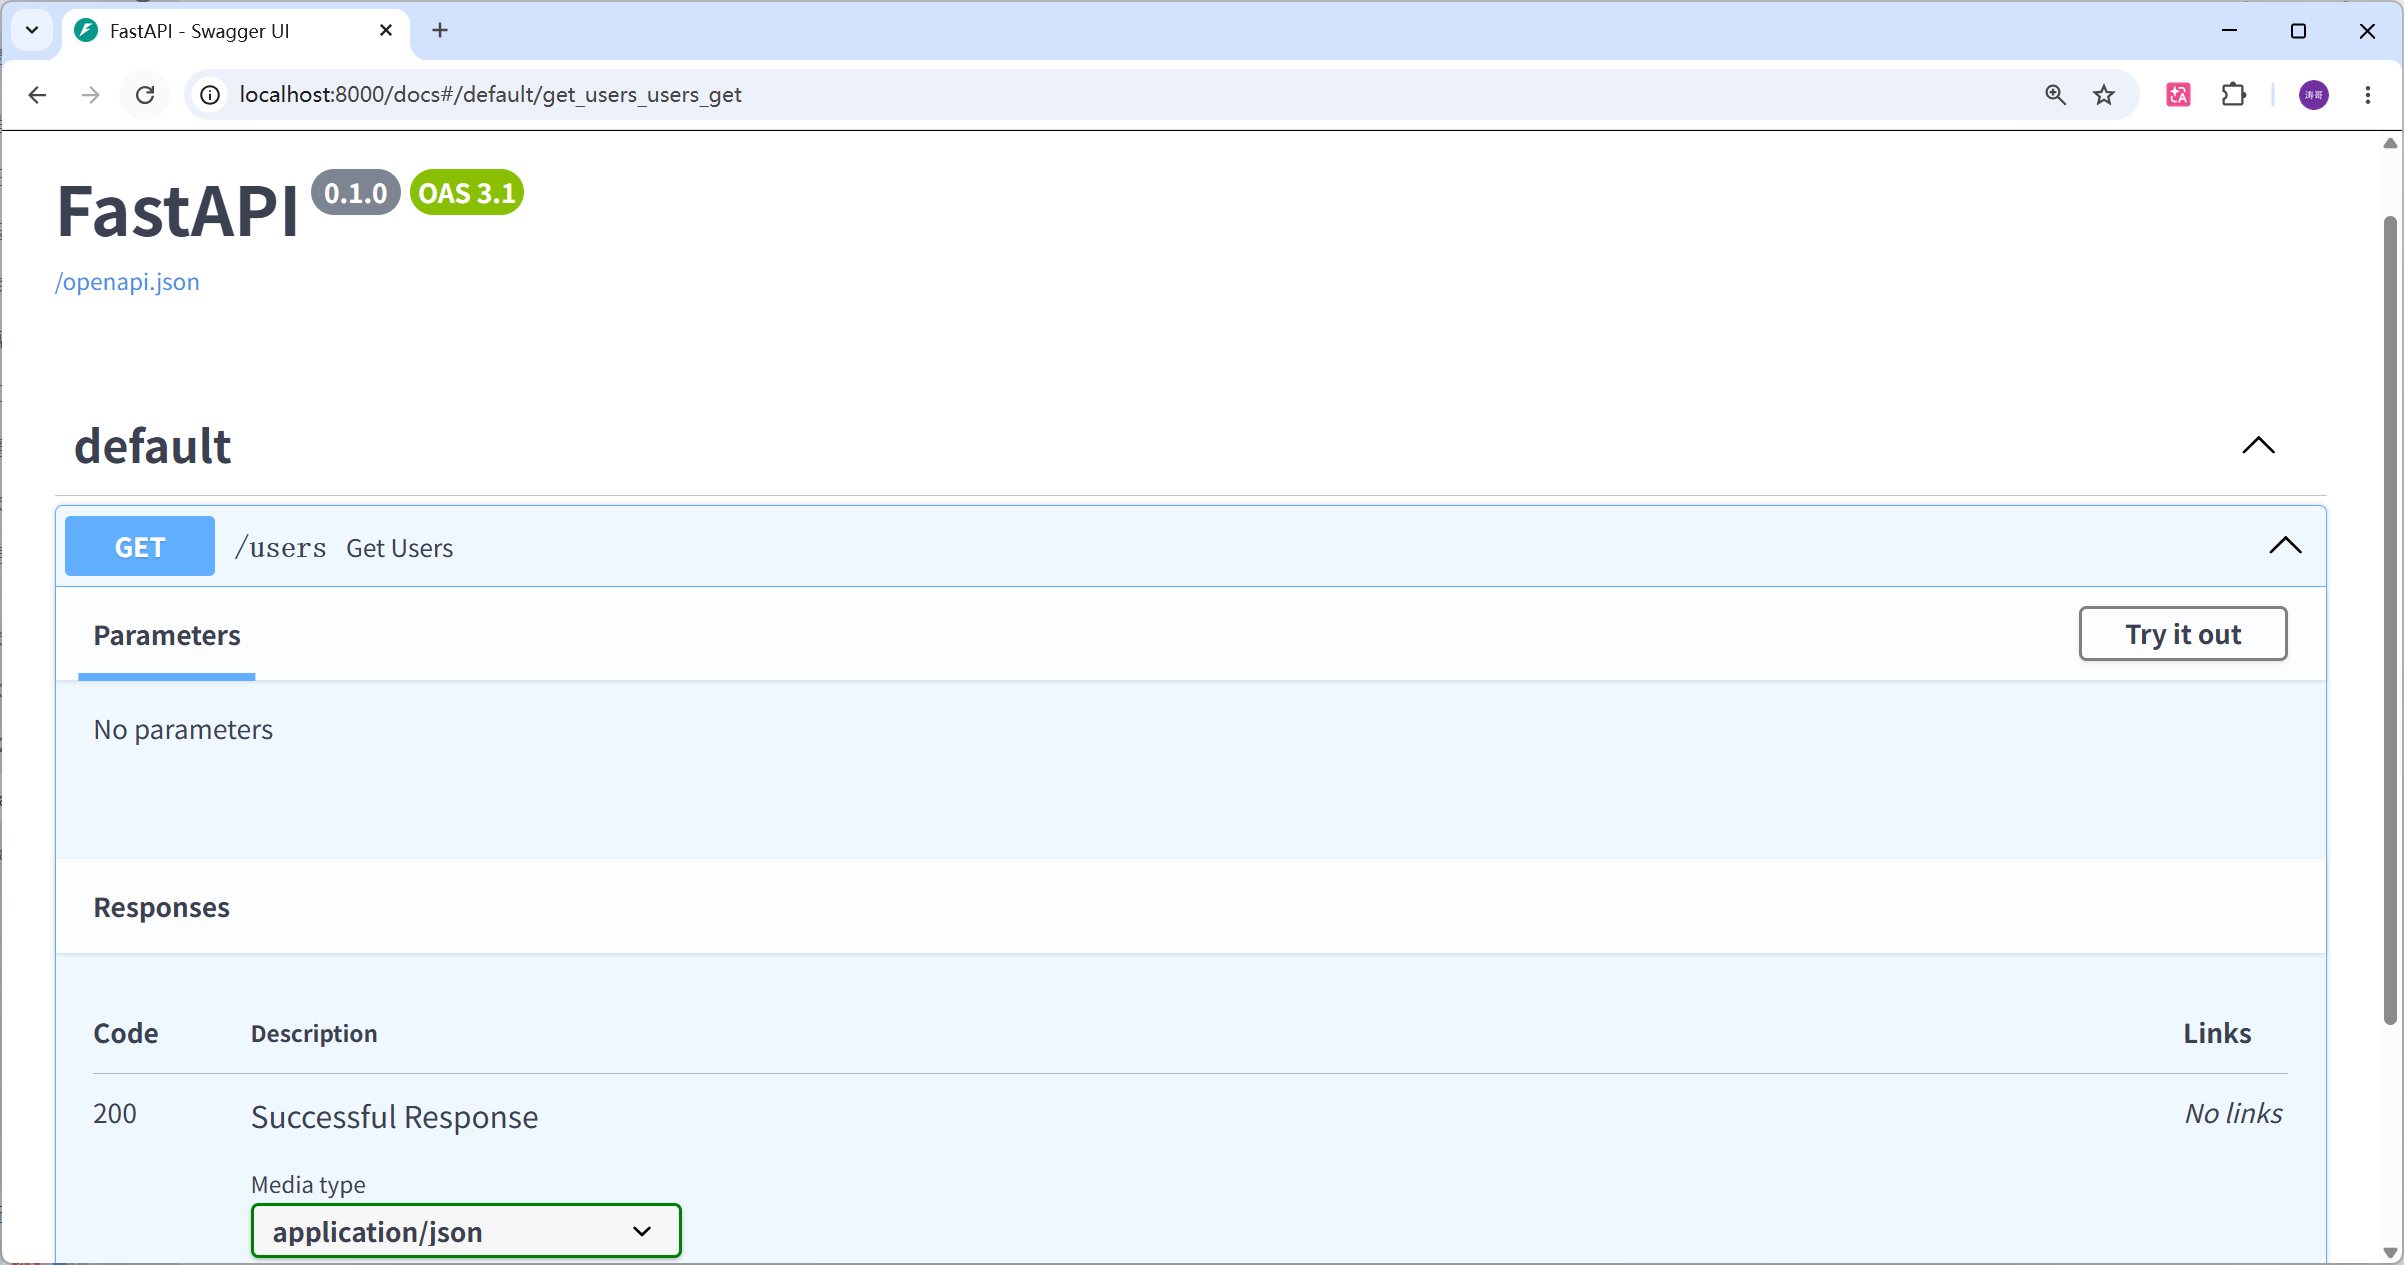 FastAPI - Swagger UI
localhost:8000/docs#/default/get_users_users_get
涛哥
FastAPI 0.1.0 OAS 3.1
/openapi.json
default
GET /users Get Users
Parameters
Try it out
No parameters
Responses
Code Description Links
200 Successful Response No links
Media type
application/json